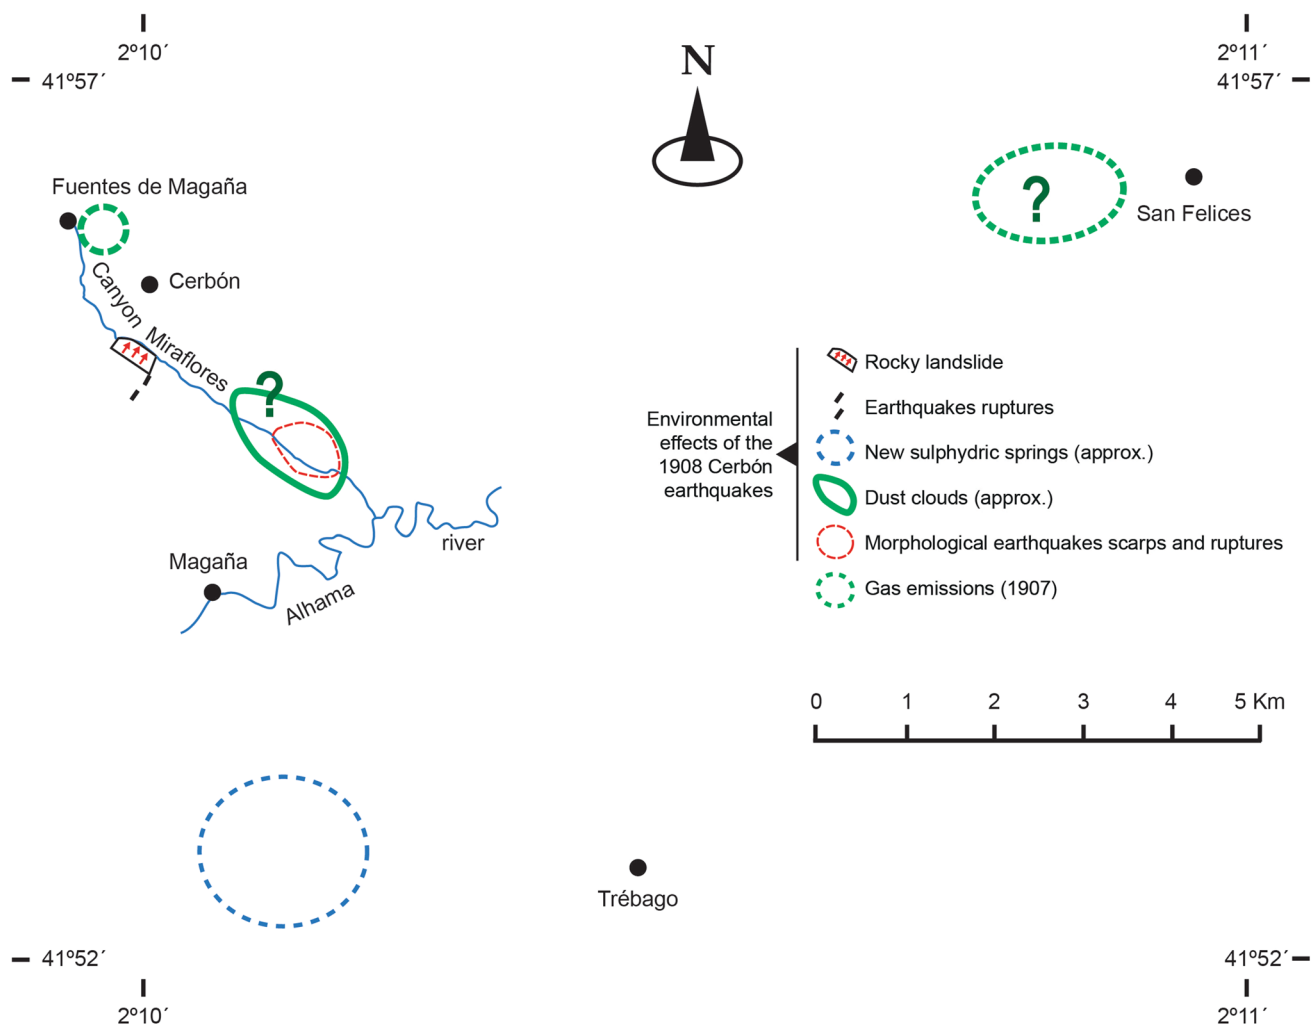 2º10´
2º11´
41º57´
41º57´
N
Fuentes de Magaña
?
San Felices
Cerbón
Canyon Miraflores
?
Rocky landslide
Earthquakes ruptures
New sulphydric springs (approx.)
Dust clouds (approx.)
Morphological earthquakes scarps and ruptures
Gas emissions (1907)
Environmental
effects of the
1908 Cerbón
earthquakes
river
Magaña
Alhama
0 1 2 3 4 5 Km
Trébago
41º52´
41º52´
2º10´
2º11´